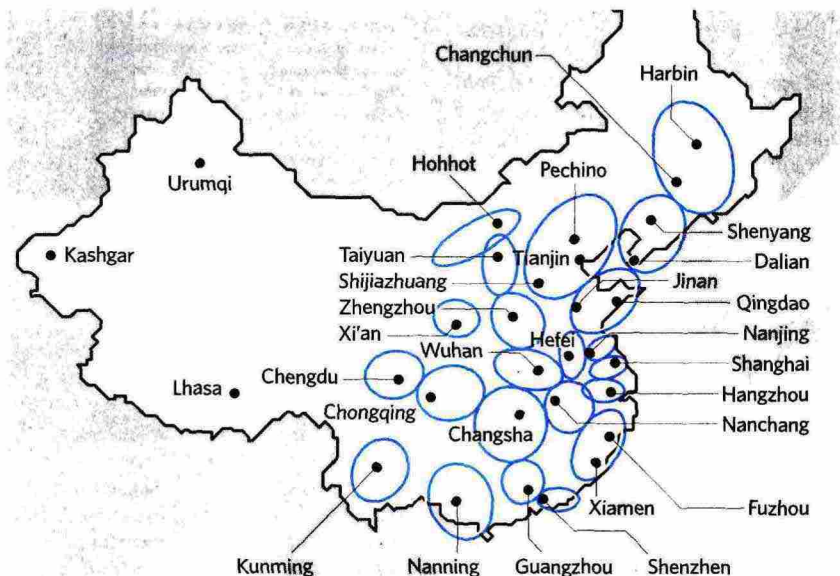 Changchun
Harbin
Urumqi
Hohhot
Pechino
Kashgar
Taiyuan
Tianjin
Shenyang
Dalian
Shijiazhuang
Jinan
Zhengzhou
Qingdao
Xi'an
Hefei
Nanjing
Wuhan
Shanghai
Lhasa
Chengdu
Hangzhou
Chongqing
Changsha
Nanchang
Xiamen
Fuzhou
Kunming
Nanning
Guangzhou
Shenzhen